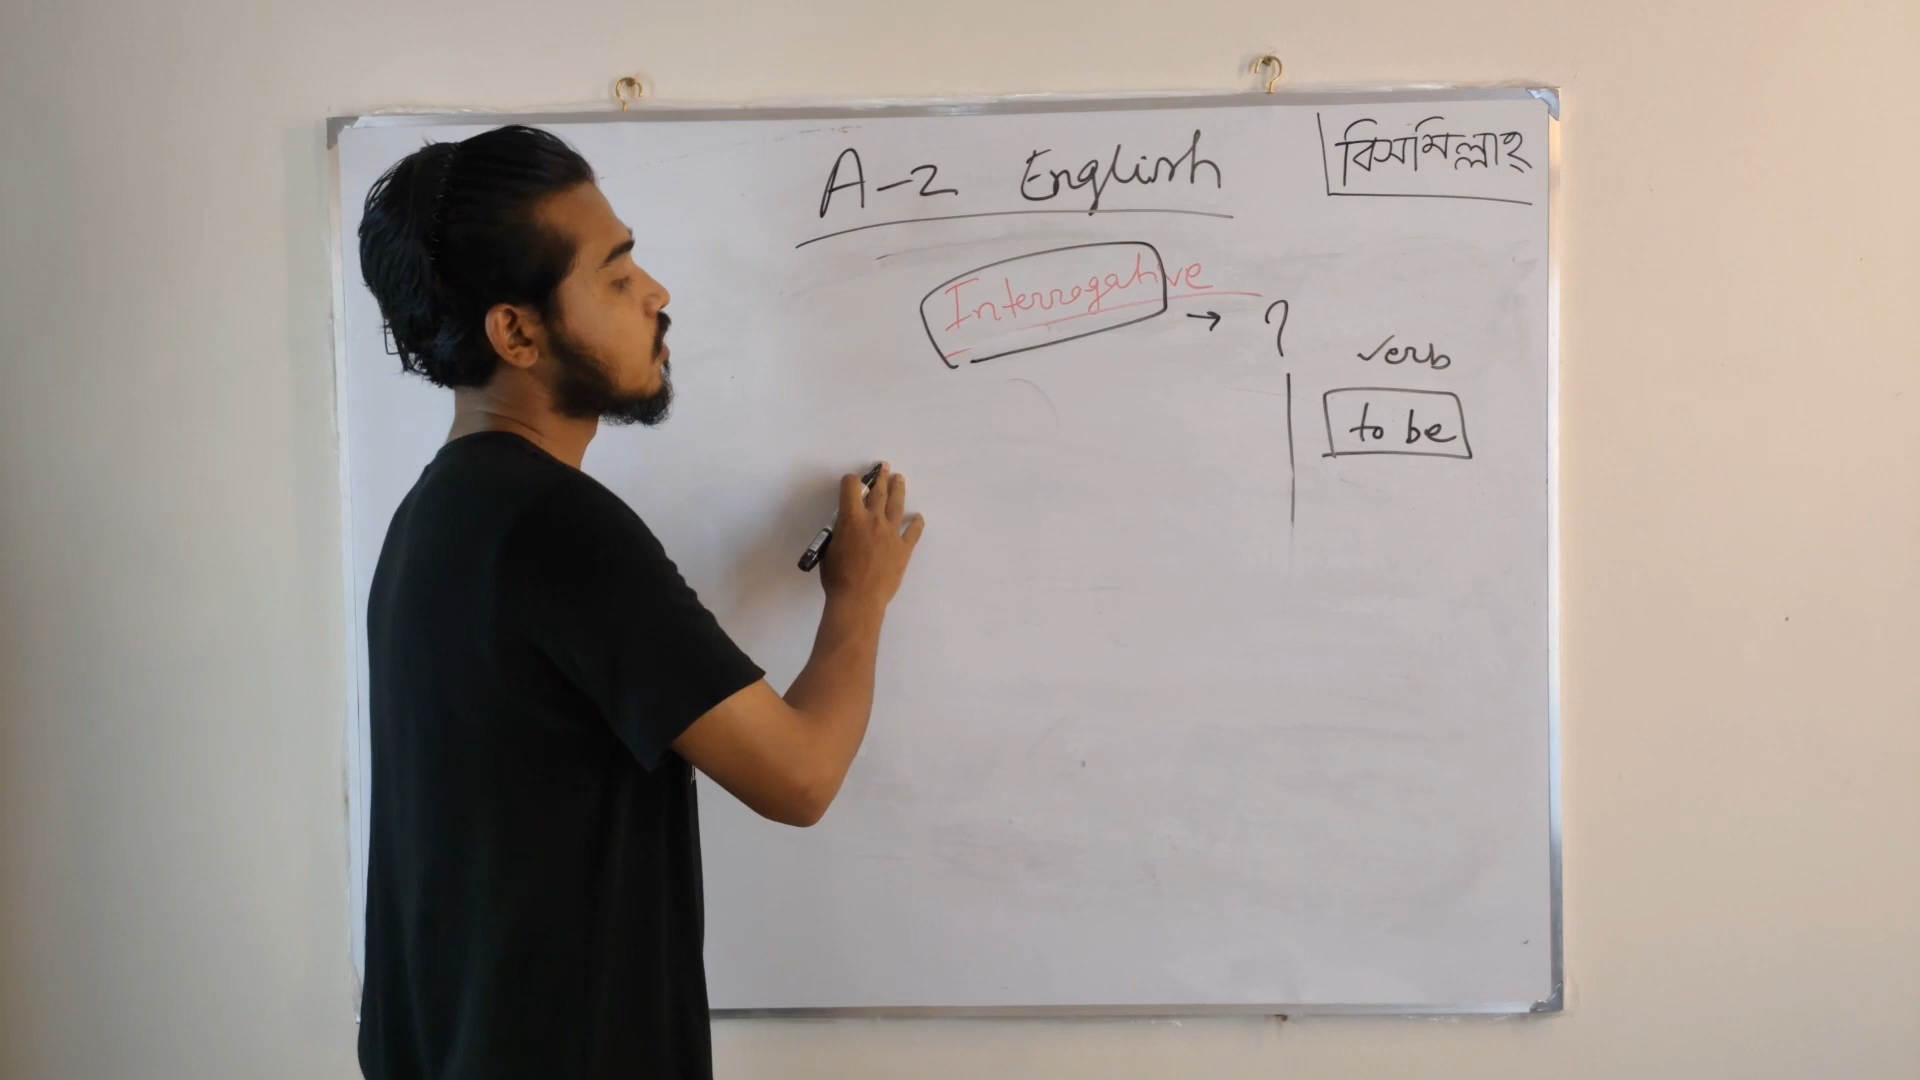 A-Z English
বিসমিল্লাহ্
Interrogative → ?
verb
to be